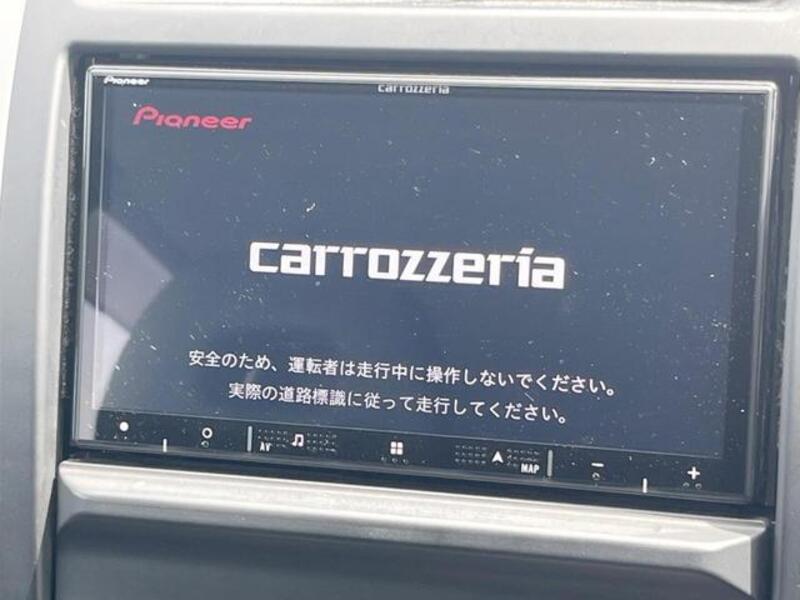 Pioneer
carrozzeria
Pioneer
carrozzeria
安全のため、運転者は走行中に操作しないでください。
実際の道路標識に従って走行してください。
AV
MAP